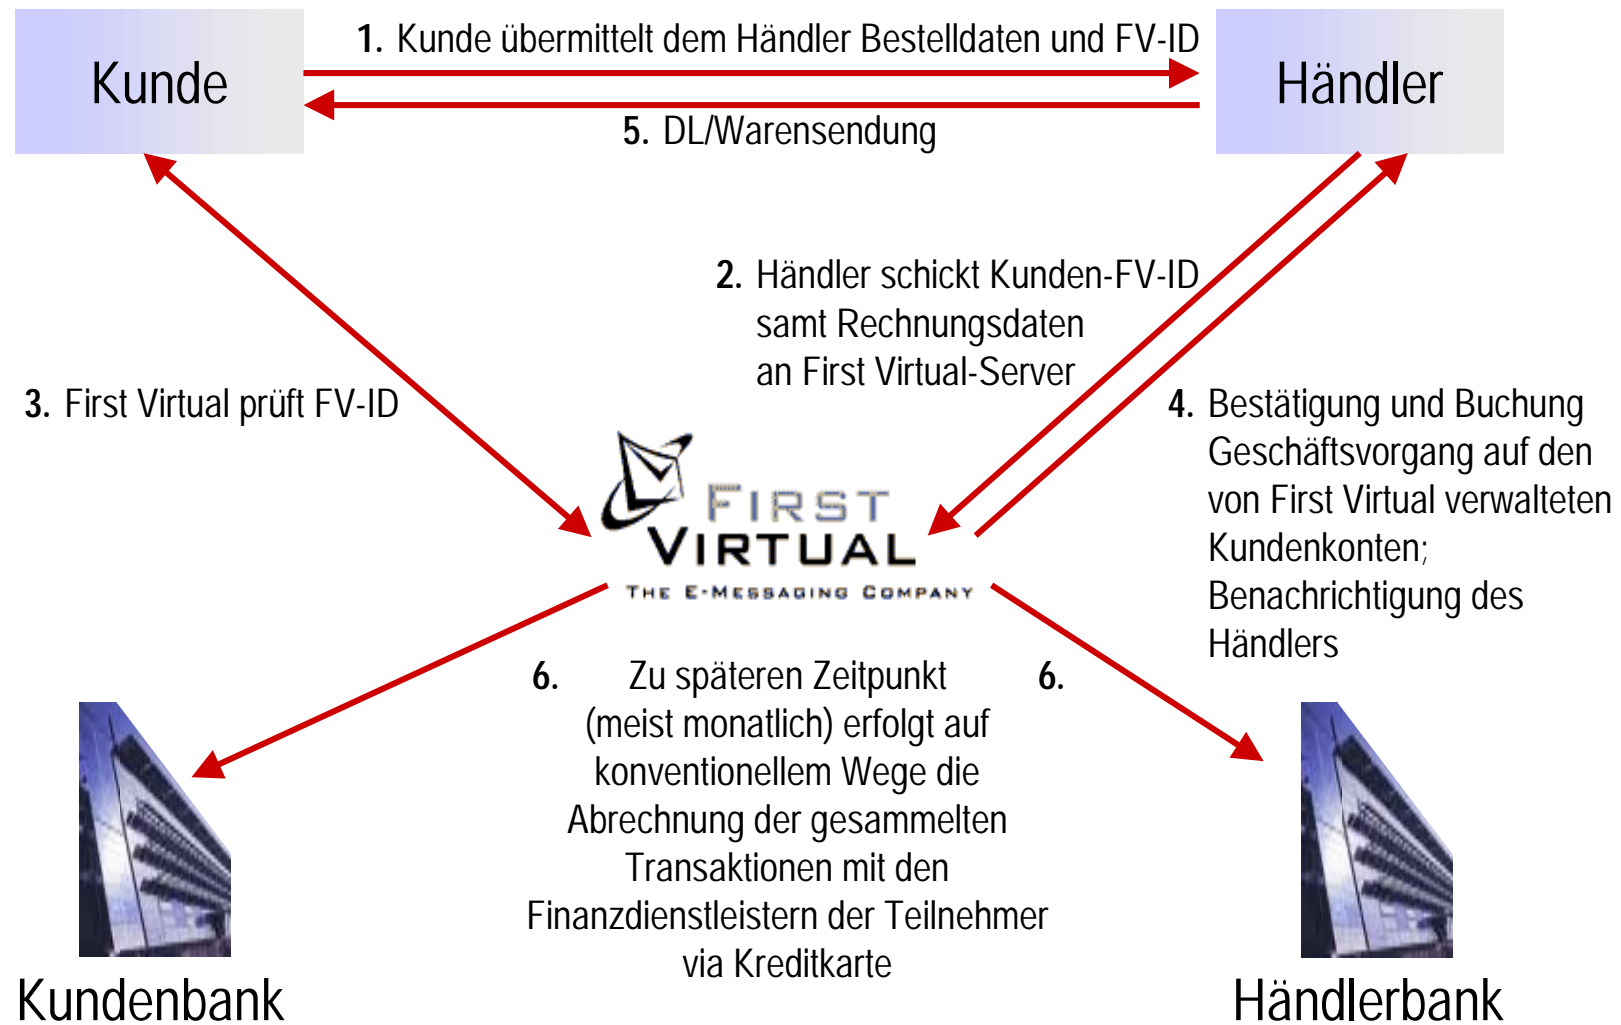 1. Kunde übermittelt dem Händler Bestelldaten und FV-ID
Kunde
Händler
5. DL/Warensendung
2. Händler schickt Kunden-FV-ID
samt Rechnungsdaten
an First Virtual-Server
3. First Virtual prüft FV-ID
4. Bestätigung und Buchung
Geschäftsvorgang auf den
von First Virtual verwalteten
Kundenkonten;
Benachrichtigung des
Händlers
FIRST
VIRTUAL
THE E-MESSAGING COMPANY
6. Zu späteren Zeitpunkt
(meist monatlich) erfolgt auf
konventionellem Wege die
Abrechnung der gesammelten
Transaktionen mit den
Finanzdienstleistern der Teilnehmer
via Kreditkarte
6.
Kundenbank
Händlerbank